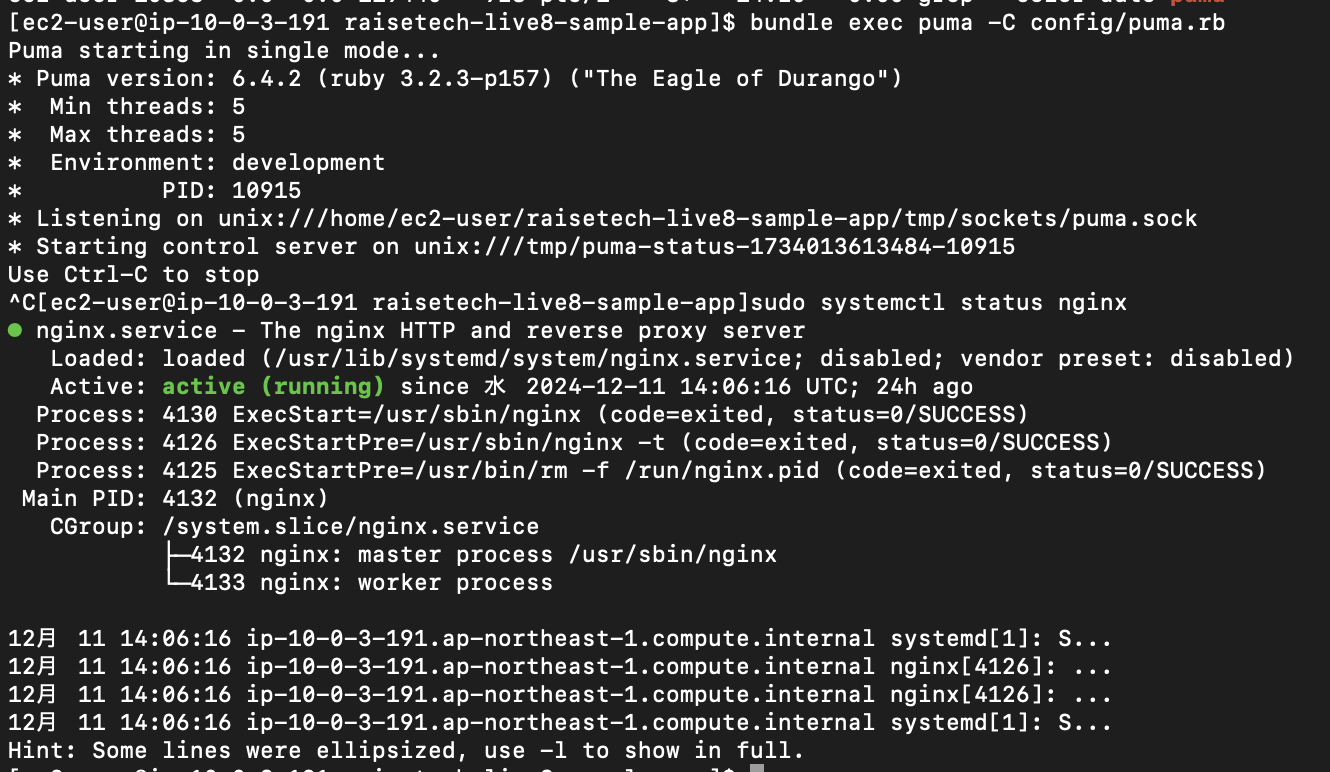 [ec2-user@ip-10-0-3-191 raisetech-live8-sample-app]$ bundle exec puma -C config/puma.rb
Puma starting in single mode...
* Puma version: 6.4.2 (ruby 3.2.3-p157) ("The Eagle of Durango")
*  Min threads: 5
*  Max threads: 5
*  Environment: development
*          PID: 10915
* Listening on unix:///home/ec2-user/raisetech-live8-sample-app/tmp/sockets/puma.sock
* Starting control server on unix:///tmp/puma-status-1734013613484-10915
Use Ctrl-C to stop
^C[ec2-user@ip-10-0-3-191 raisetech-live8-sample-app]sudo systemctl status nginx
● nginx.service - The nginx HTTP and reverse proxy server
   Loaded: loaded (/usr/lib/systemd/system/nginx.service; disabled; vendor preset: disabled)
   Active: active (running) since 水 2024-12-11 14:06:16 UTC; 24h ago
  Process: 4130 ExecStart=/usr/sbin/nginx (code=exited, status=0/SUCCESS)
  Process: 4126 ExecStartPre=/usr/sbin/nginx -t (code=exited, status=0/SUCCESS)
  Process: 4125 ExecStartPre=/usr/bin/rm -f /run/nginx.pid (code=exited, status=0/SUCCESS)
 Main PID: 4132 (nginx)
   CGroup: /system.slice/nginx.service
           ├─4132 nginx: master process /usr/sbin/nginx
           └─4133 nginx: worker process
12月 11 14:06:16 ip-10-0-3-191.ap-northeast-1.compute.internal systemd[1]: S...
12月 11 14:06:16 ip-10-0-3-191.ap-northeast-1.compute.internal nginx[4126]: ...
12月 11 14:06:16 ip-10-0-3-191.ap-northeast-1.compute.internal nginx[4126]: ...
12月 11 14:06:16 ip-10-0-3-191.ap-northeast-1.compute.internal systemd[1]: S...
Hint: Some lines were ellipsized, use -l to show in full.